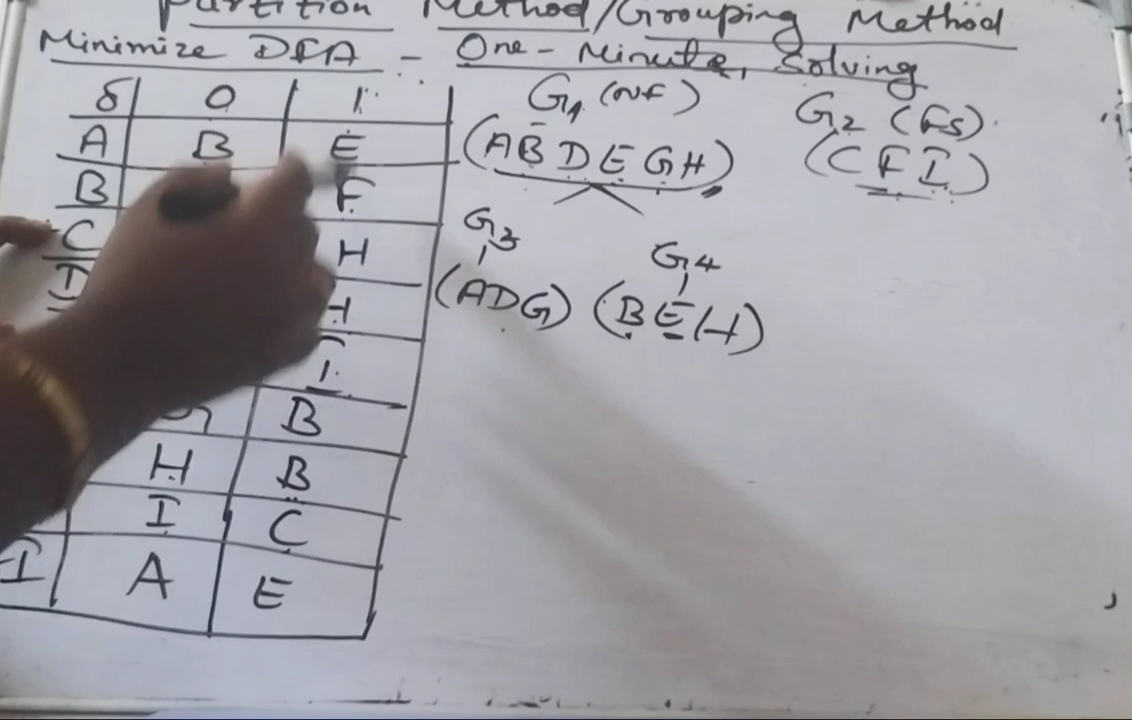 Partition Method/Grouping Method
Minimize DFA - One-Minute, Solving
δ 0 1
A B E
B F
C H
D H
I
G B
H B
I C
I A E
G1 (NF)
(ABDEGH)
G2 (FS)
(CFI)
G3
(ADG)
G4
(BEH)